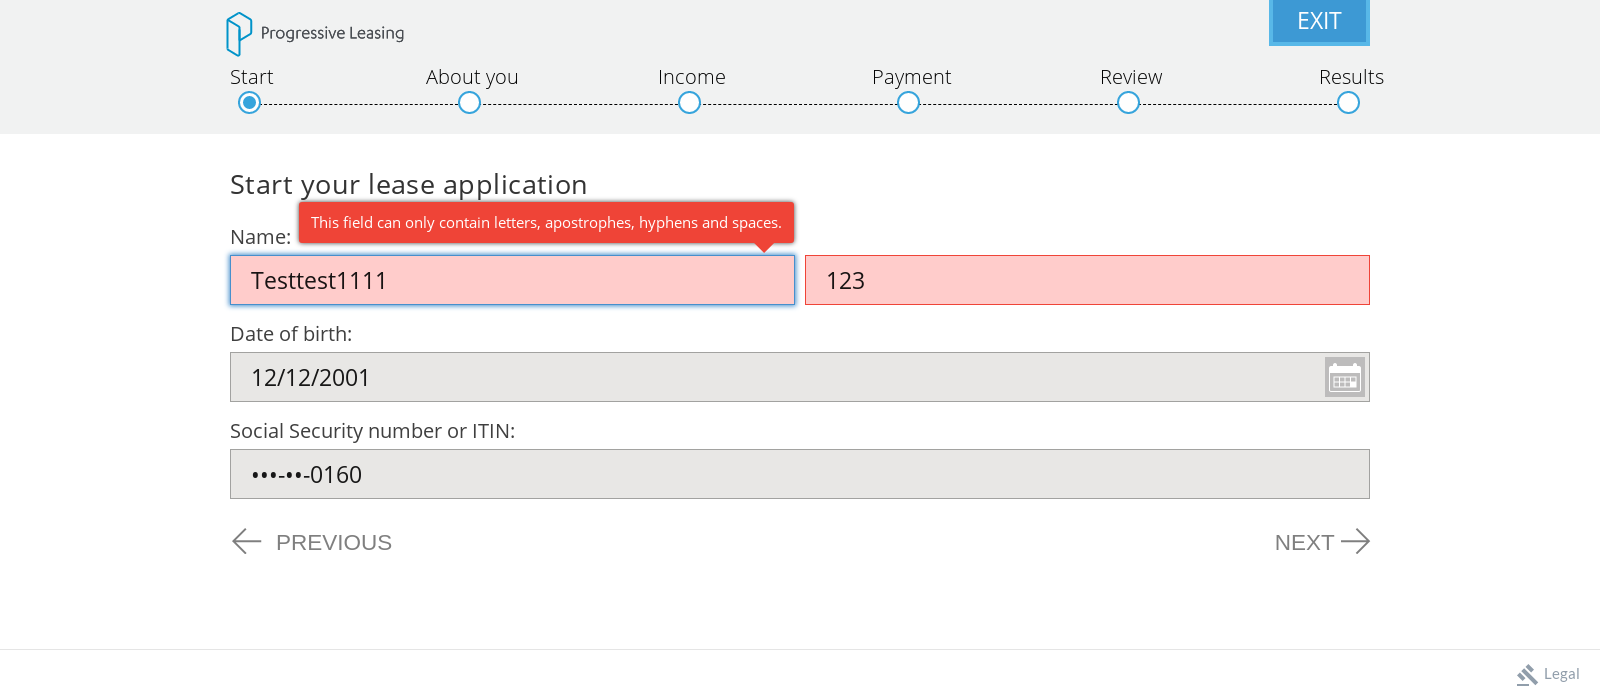 Progressive Leasing
EXIT
Start About you Income Payment Review Results
Start your lease application
This field can only contain letters, apostrophes, hyphens and spaces.
Name:
Testtest1111 123
Date of birth:
12/12/2001
Social Security number or ITIN:
•••-••-0160
PREVIOUS NEXT
Legal